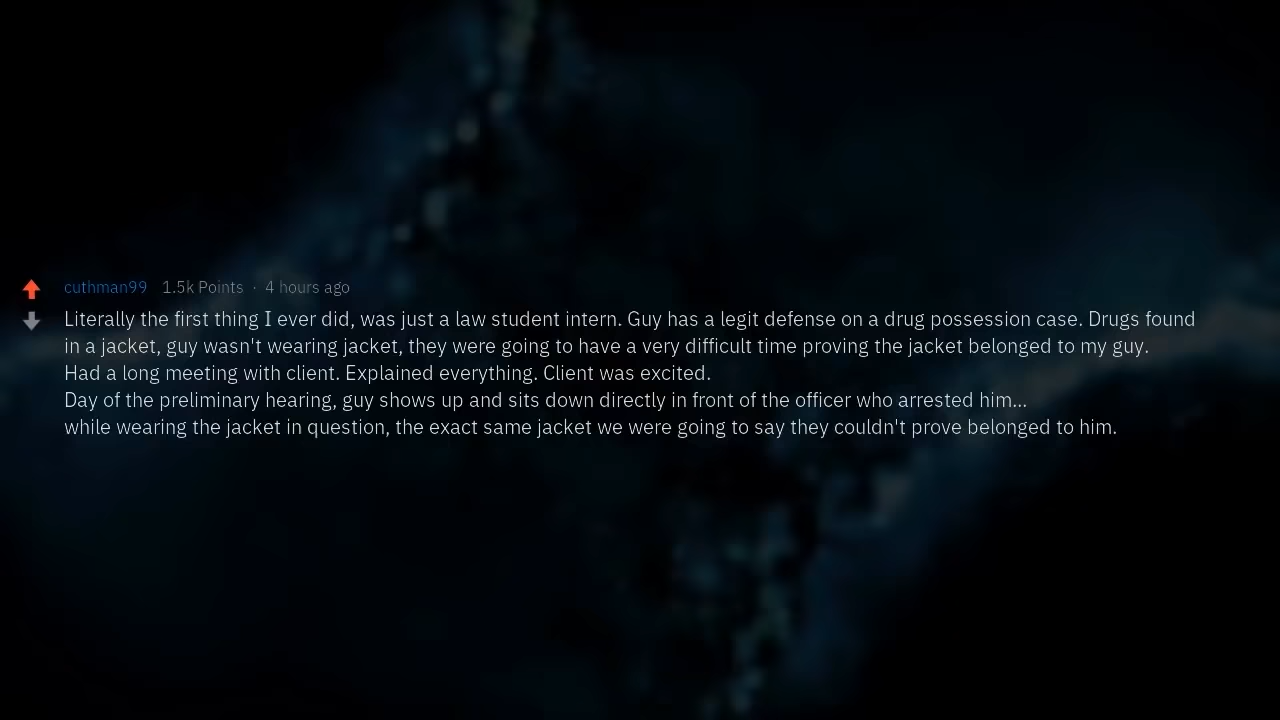 cuthman99 1.5k Points · 4 hours ago
Literally the first thing I ever did, was just a law student intern. Guy has a legit defense on a drug possession case. Drugs found
in a jacket, guy wasn't wearing jacket, they were going to have a very difficult time proving the jacket belonged to my guy.
Had a long meeting with client. Explained everything. Client was excited.
Day of the preliminary hearing, guy shows up and sits down directly in front of the officer who arrested him...
while wearing the jacket in question, the exact same jacket we were going to say they couldn't prove belonged to him.